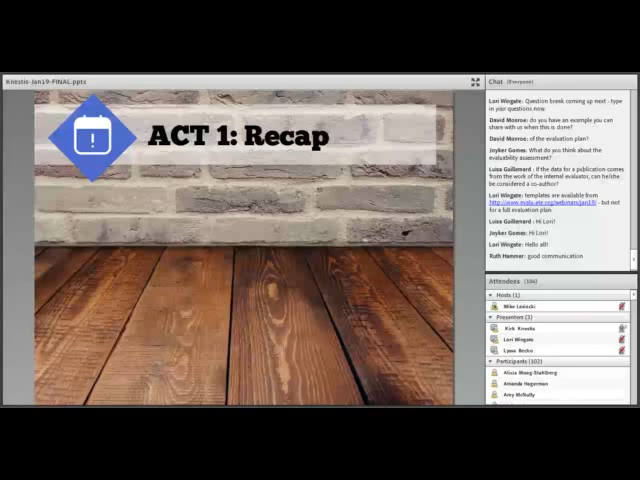 Knestis-Jan19-FINAL.pptx
ACT 1: Recap
Chat (Everyone)
Lori Wingate: Question break coming up next - type
in your questions now.
David Monroe: do you have an example you can
share with us when this is done?
David Monroe: of the evaluation plan?
Joyker Gomes: What do you think about the
evaluability assessment?
Luisa Guillenard: If the data for a publication
comes from the work of the internal evaluator, can he/she
be considered a co-author?
Lori Wingate: templates are available from
http://www.evalu-ate.org/webinars/jan19/ - but not
for a full evaluation plan
Luisa Guillenard: Hi Lori!
Joyker Gomes: Hi Lori!
Lori Wingate: Hello all!
Ruth Hammer: good communication
Attendees (106)
Hosts (1)
Mike Lesiecki
Presenters (3)
Kirk Knestis
Lori Wingate
Lyssa Becho
Participants (102)
Alicia Wang-Stahlberg
Amanda Hagerman
Amy McNulty